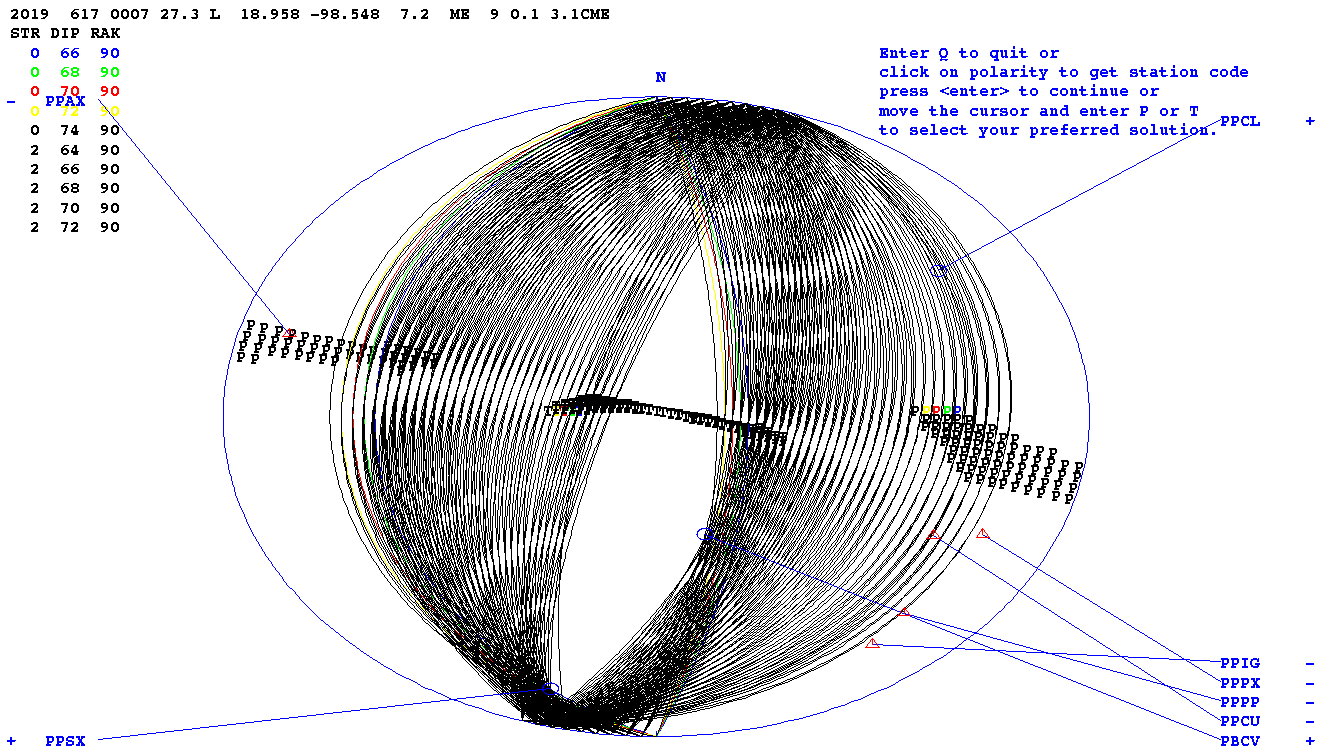 2019  617 0007 27.3 L  18.958 -98.548  7.2  ME  9 0.1 3.1CME
STR DIP RAK
0 66 90
0 68 90
0 70 90
0 72 90
0 74 90
2 64 90
2 66 90
2 68 90
2 70 90
2 72 90
- PPAX
N
Enter Q to quit or
click on polarity to get station code
press <enter> to continue or
move the cursor and enter P or T
to select your preferred solution.
PPCL +
PPIG -
PPPX -
PPPP -
PPCU -
PBCV +
+ PPSX